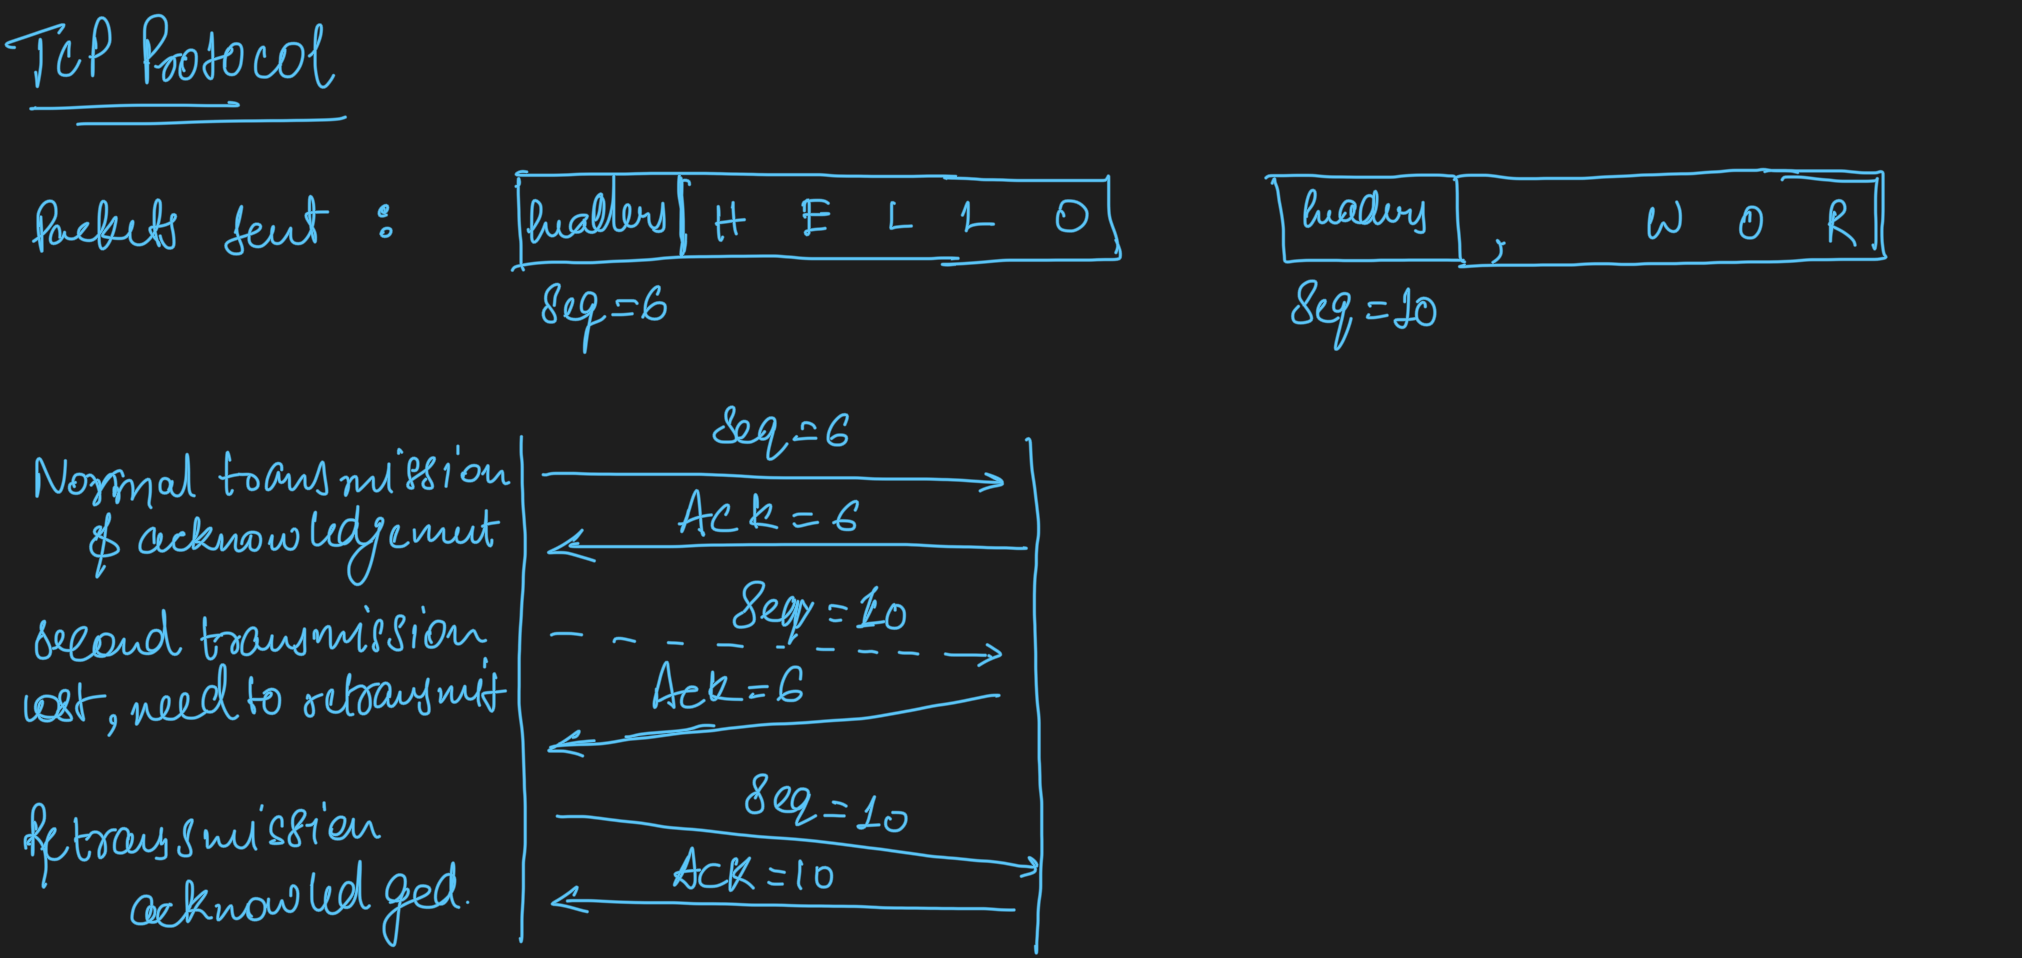 TCP Protocol
Packets sent : headers H E L L O headers , W O R
Seq=6 Seq=10
Seq=6
Normal transmission
& acknowledgement
Ack=6
Seq=10
second transmission
lost, need to retransmit
Ack=6
Seq=10
Retransmission
acknowledged.
Ack=10